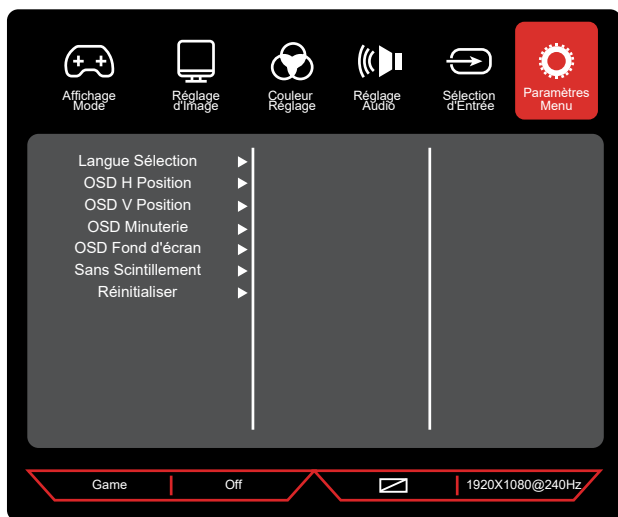 Affichage
Mode
Réglage
d'Image
Couleur
Réglage
Réglage
Audio
Sélection
d'Entrée
Paramètres
Menu
Langue Sélection
OSD H Position
OSD V Position
OSD Minuterie
OSD Fond d'écran
Sans Scintillement
Réinitialiser
Game
Off
1920X1080@240Hz